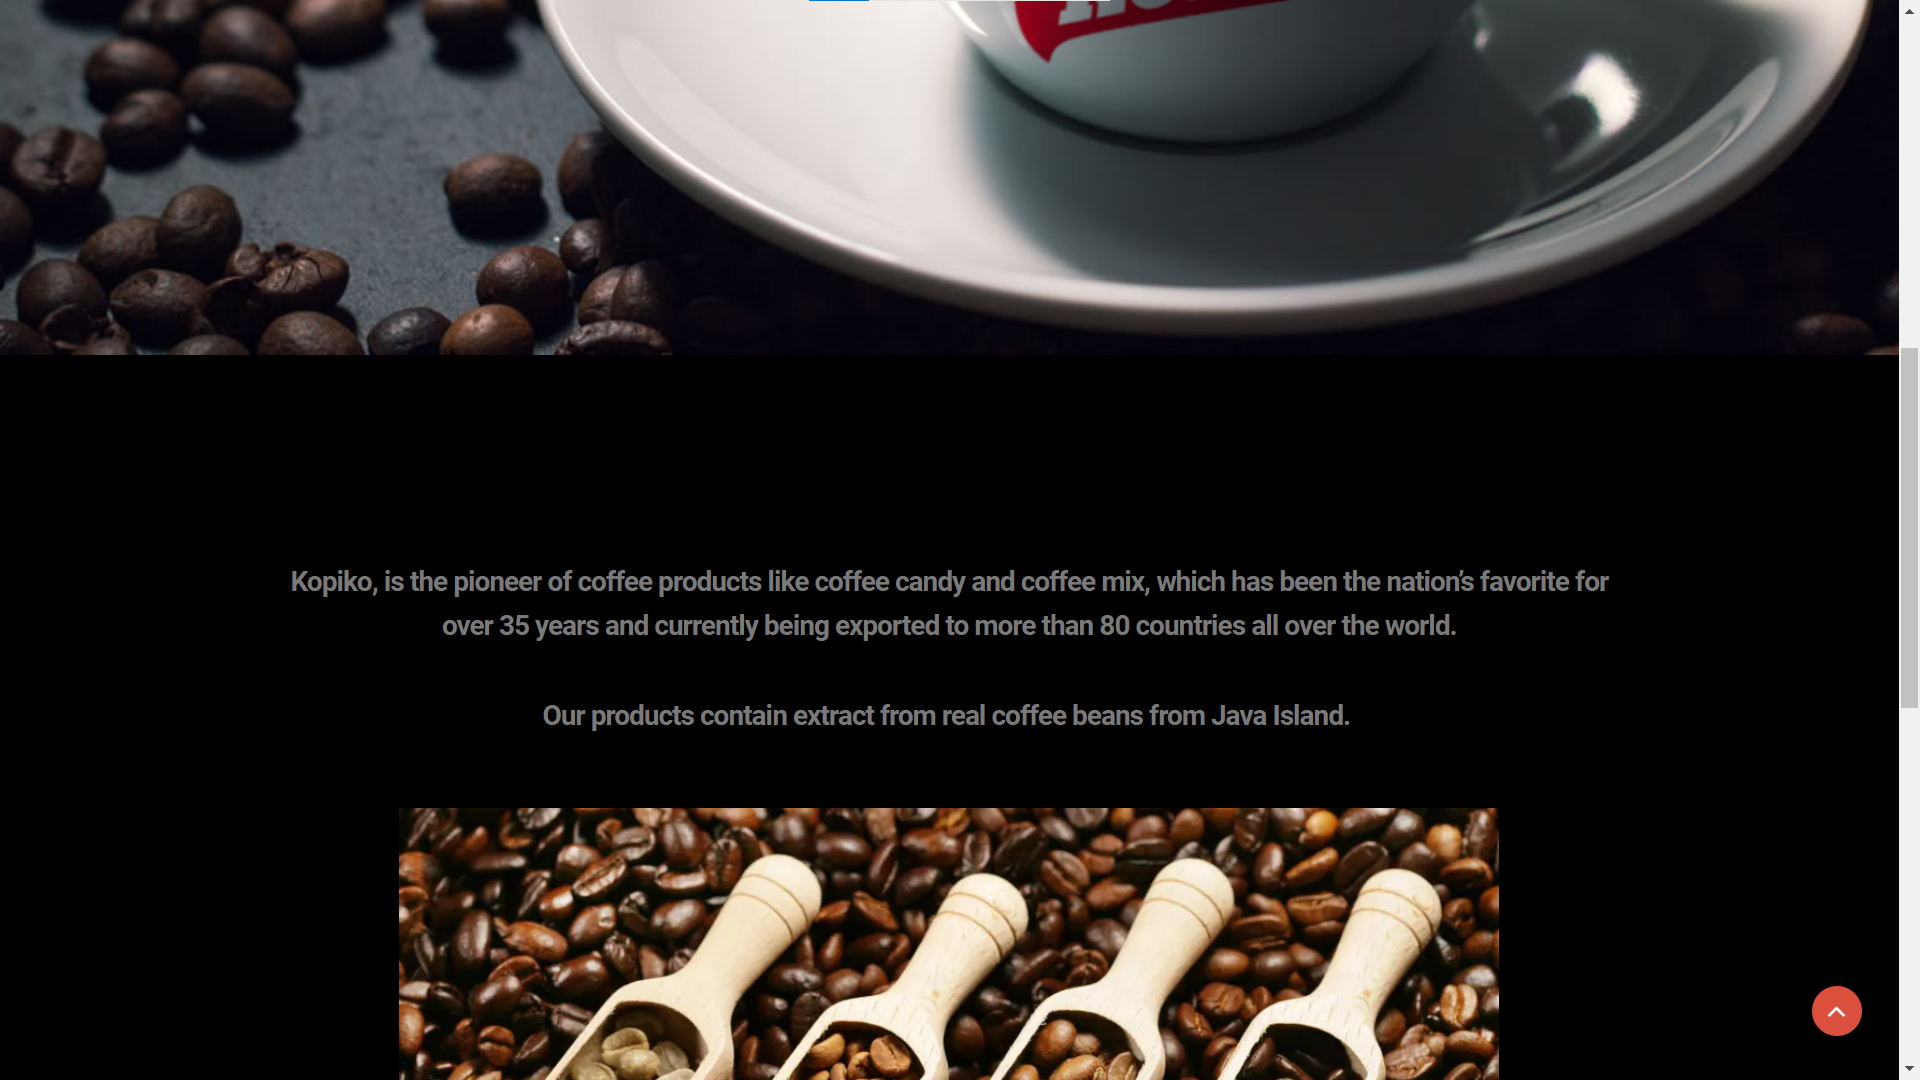 Kopiko, is the pioneer of coffee products like coffee candy and coffee mix, which has been the nation’s favorite for
over 35 years and currently being exported to more than 80 countries all over the world.
Our products contain extract from real coffee beans from Java Island.